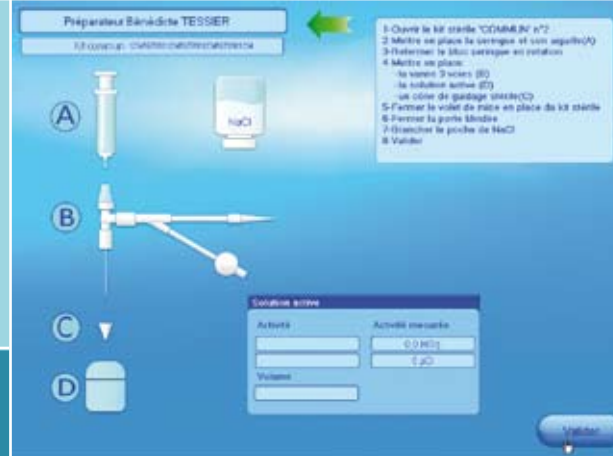 Préparateur Bénédicte TESSIER
Kit commun
1-Ouvrir le kit stérile "COMMUN" n°2
2-Mettre en place la seringue et son aiguille(A)
3-Refermer le bloc seringue en rotation
4-Mettre en place:
-la vanne 3 voies (B)
-la solution active (D)
-un cône de guidage stérile(C)
5-Fermer le volet de mise en place du kit stérile
6-Fermer la porte blindée
7-Brancher la poche de NaCl
8-Valider
A
NaCl
B
C
D
Solution active
Activité
Activité mesurée
0,0 MBq
0 µCi
Volume
Valider